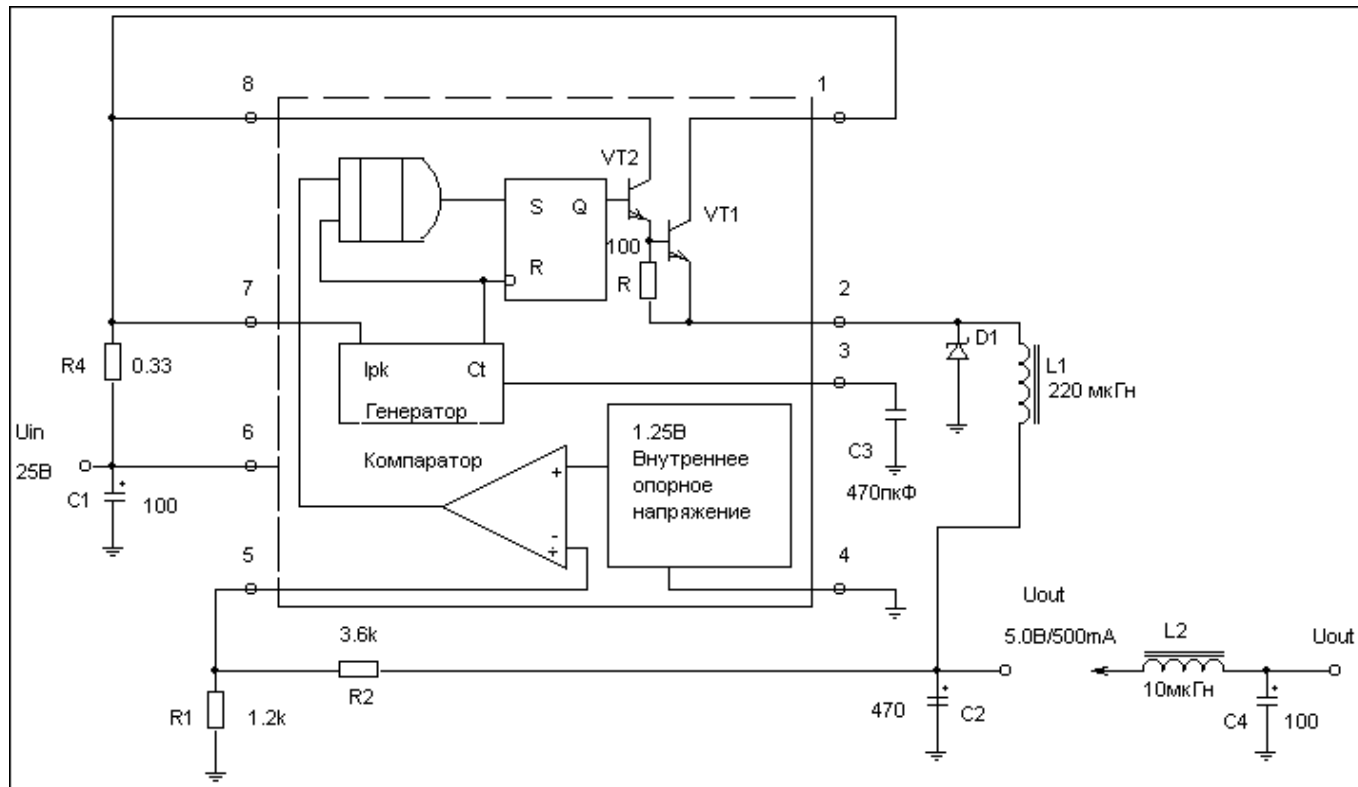 8
1
VT2
VT1
S
Q
100
R
R
7
2
3
D1
L1
220 мкГн
R4
0.33
Ipk
Ct
Генератор
Uin
25В
6
Компаратор
1.25В
Внутреннее
опорное
напряжение
C3
470пкФ
C1
+
100
+
-
+
5
4
Uout
5.0В/500mA
L2
Uout
3.6k
R2
10мкГн
R1
1.2k
470
+
C2
C4
+
100